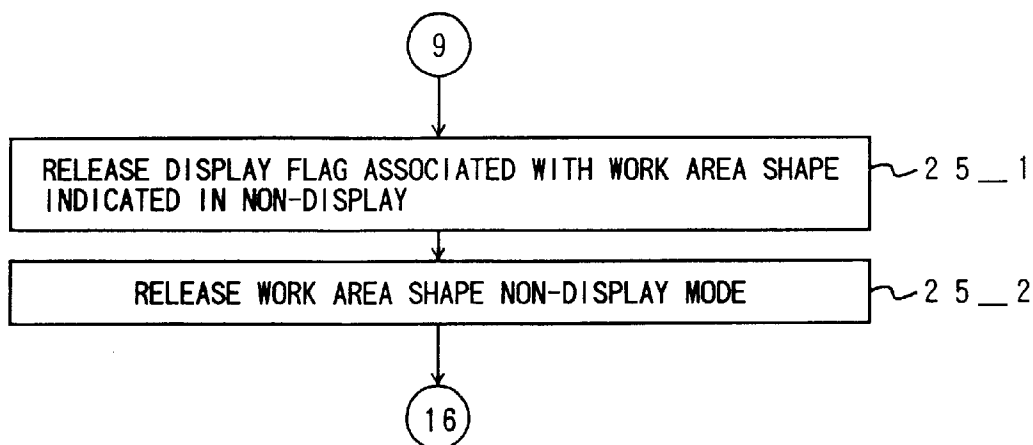 9
RELEASE DISPLAY FLAG ASSOCIATED WITH WORK AREA SHAPE
INDICATED IN NON-DISPLAY
25_1
RELEASE WORK AREA SHAPE NON-DISPLAY MODE
25_2
16